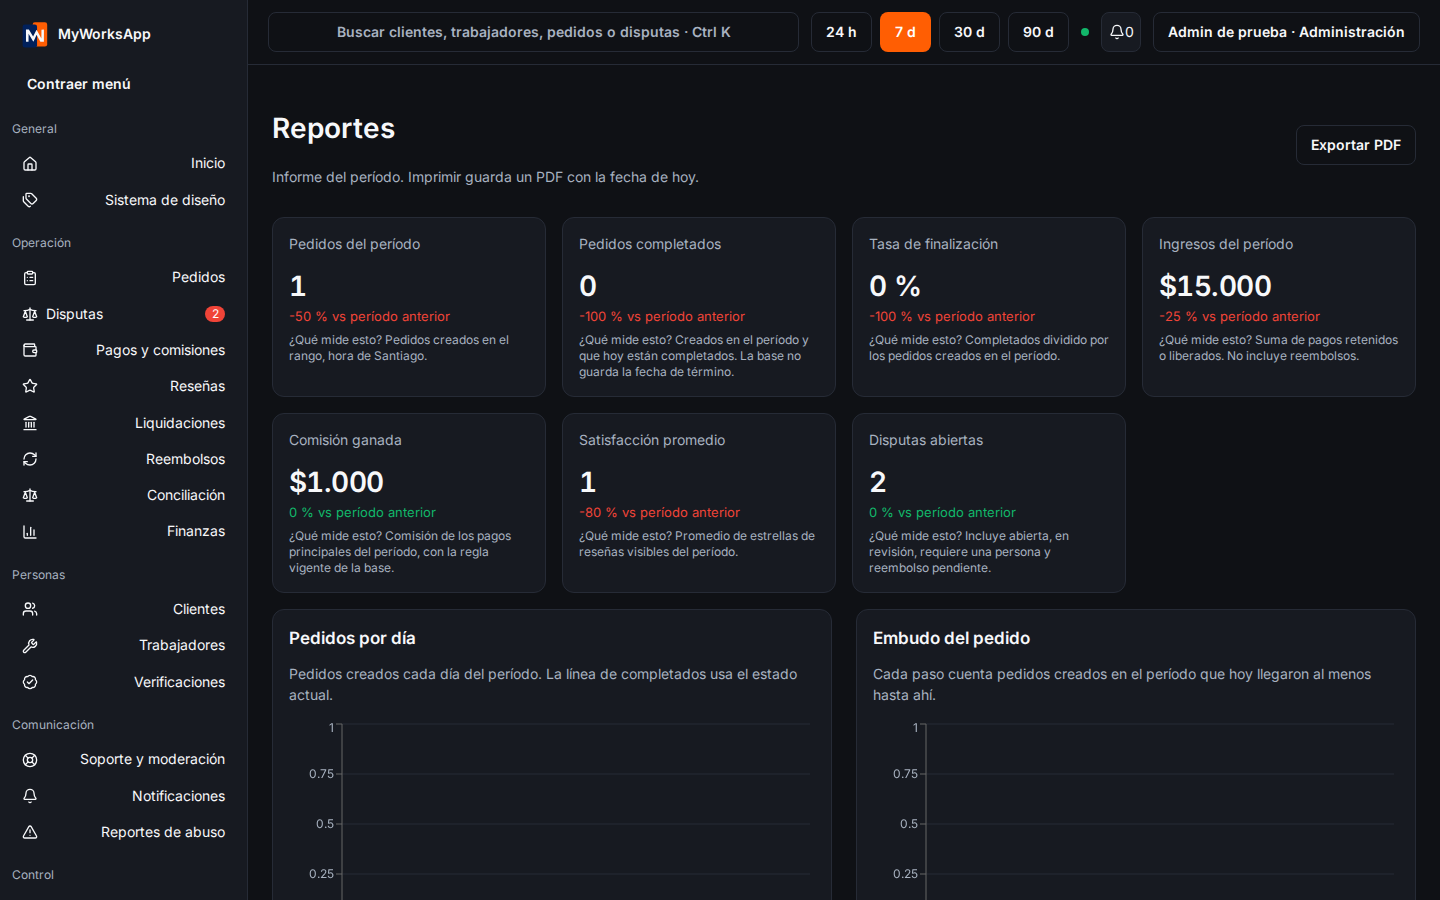 MyWorksApp
Contraer menú
General
Inicio
Sistema de diseño
Operación
Pedidos
Disputas 2
Pagos y comisiones
Reseñas
Liquidaciones
Reembolsos
Conciliación
Finanzas
Personas
Clientes
Trabajadores
Verificaciones
Comunicación
Soporte y moderación
Notificaciones
Reportes de abuso
Control
Buscar clientes, trabajadores, pedidos o disputas · Ctrl K
24 h
7 d
30 d
90 d
0
Admin de prueba · Administración
Reportes
Informe del período. Imprimir guarda un PDF con la fecha de hoy.
Exportar PDF
Pedidos del período
1
-50 % vs período anterior
¿Qué mide esto? Pedidos creados en el
rango, hora de Santiago.
Pedidos completados
0
-100 % vs período anterior
¿Qué mide esto? Creados en el período y
que hoy están completados. La base no
guarda la fecha de término.
Tasa de finalización
0 %
-100 % vs período anterior
¿Qué mide esto? Completados dividido por
los pedidos creados en el período.
Ingresos del período
$15.000
-25 % vs período anterior
¿Qué mide esto? Suma de pagos retenidos
o liberados. No incluye reembolsos.
Comisión ganada
$1.000
0 % vs período anterior
¿Qué mide esto? Comisión de los pagos
principales del período, con la regla
vigente de la base.
Satisfacción promedio
1
-80 % vs período anterior
¿Qué mide esto? Promedio de estrellas de
reseñas visibles del período.
Disputas abiertas
2
0 % vs período anterior
¿Qué mide esto? Incluye abierta, en
revisión, requiere una persona y
reembolso pendiente.
Pedidos por día
Pedidos creados cada día del período. La línea de completados usa el estado
actual.
1
0.75
0.5
0.25
Embudo del pedido
Cada paso cuenta pedidos creados en el período que hoy llegaron al menos
hasta ahí.
1
0.75
0.5
0.25